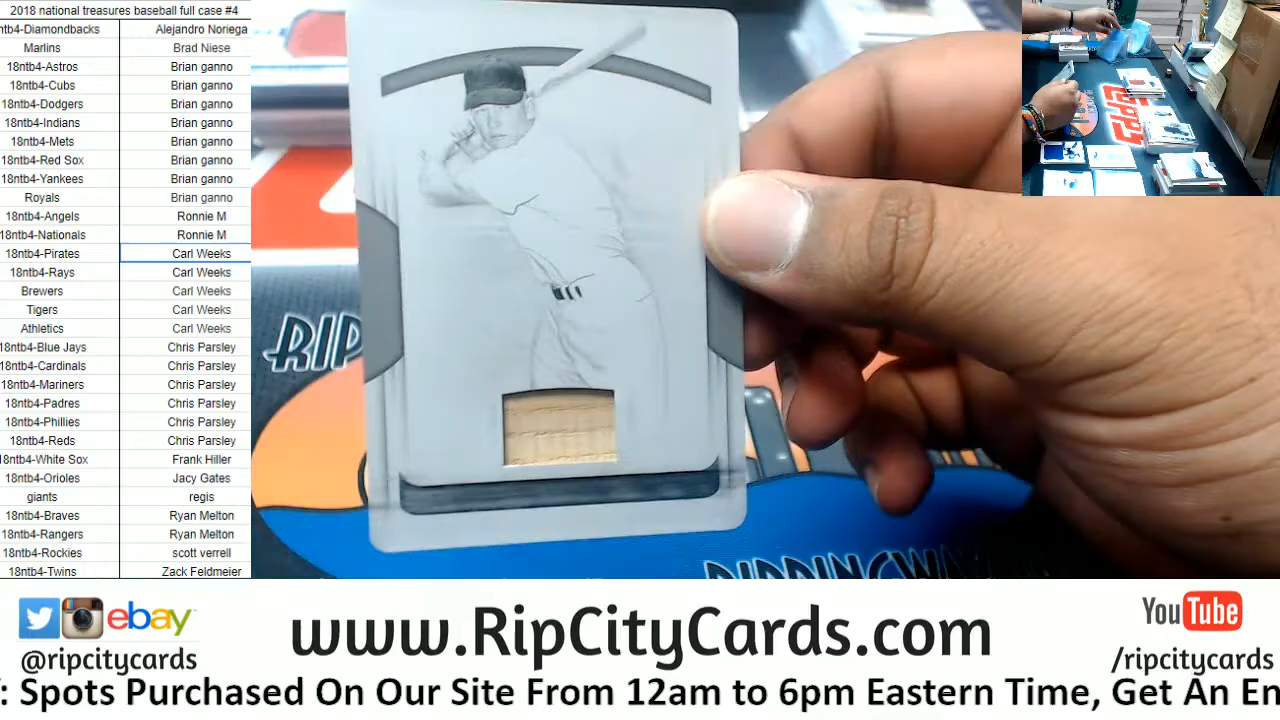 2018 national treasures baseball full case #4
ntb4-Diamondbacks Alejandro Noriega
Marlins Brad Niese
18ntb4-Astros Brian ganno
18ntb4-Cubs Brian ganno
18ntb4-Dodgers Brian ganno
18ntb4-Indians Brian ganno
18ntb4-Mets Brian ganno
18ntb4-Red Sox Brian ganno
18ntb4-Yankees Brian ganno
Royals Brian ganno
18ntb4-Angels Ronnie M
18ntb4-Nationals Ronnie M
18ntb4-Pirates Carl Weeks
18ntb4-Rays Carl Weeks
Brewers Carl Weeks
Tigers Carl Weeks
Athletics Carl Weeks
18ntb4-Blue Jays Chris Parsley
18ntb4-Cardinals Chris Parsley
18ntb4-Mariners Chris Parsley
18ntb4-Padres Chris Parsley
18ntb4-Phillies Chris Parsley
18ntb4-Reds Chris Parsley
18ntb4-White Sox Frank Hiller
18ntb4-Orioles Jacy Gates
giants regis
18ntb4-Braves Ryan Melton
18ntb4-Rangers Ryan Melton
18ntb4-Rockies scott verrell
18ntb4-Twins Zack Feldmeier
RIP
RIPPINGWAX
ebay
@ripcitycards
www.RipCityCards.com
YouTube
/ripcitycards
: Spots Purchased On Our Site From 12am to 6pm Eastern Time, Get An En